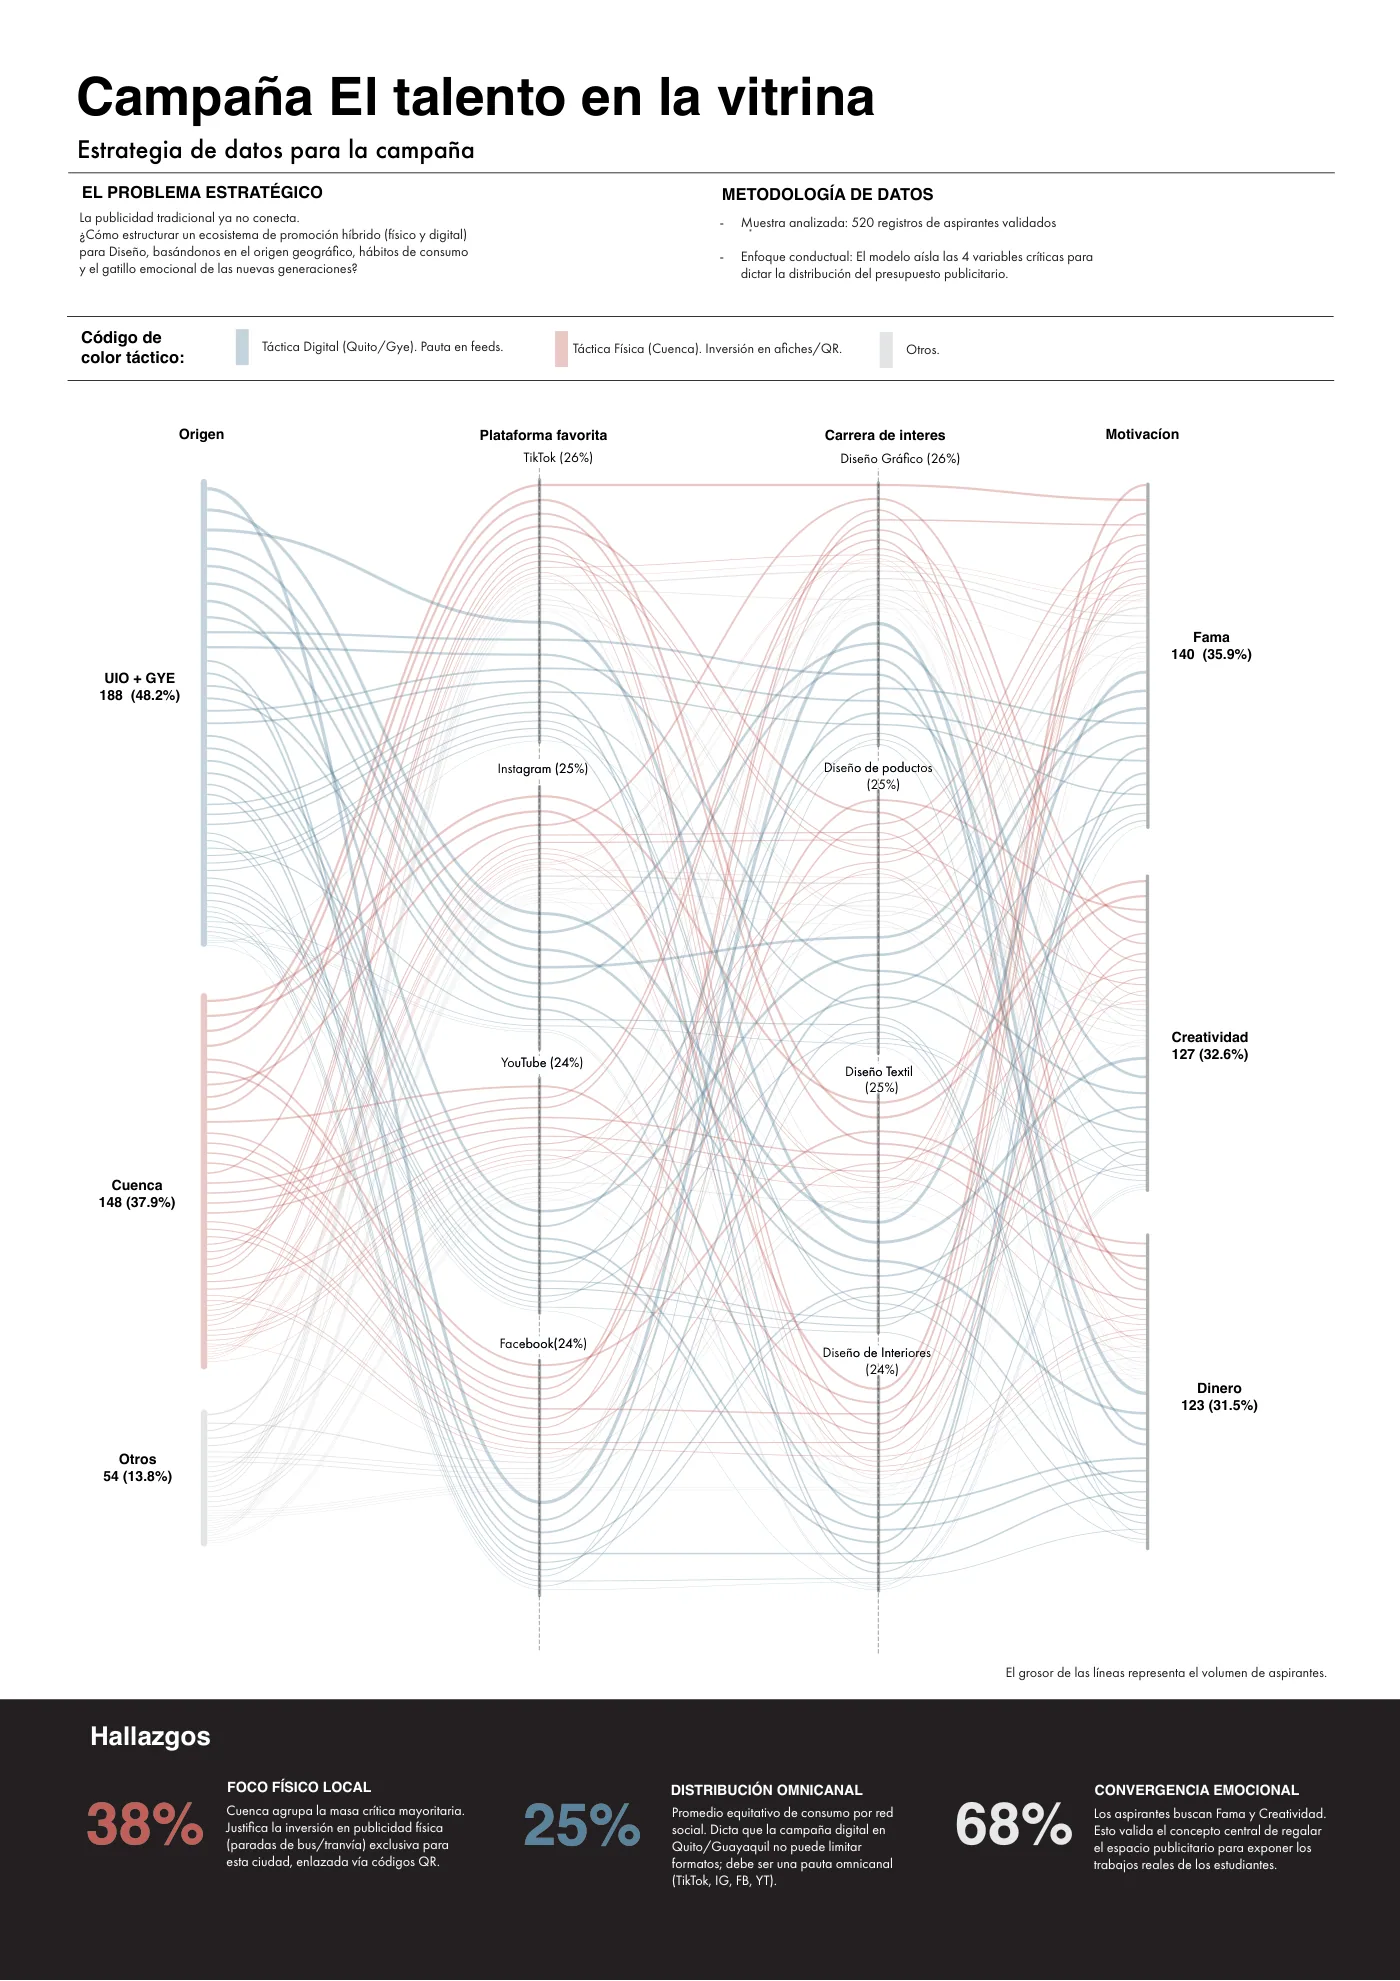 Campaña El talento en la vitrina
Estrategia de datos para la campaña
EL PROBLEMA ESTRATÉGICO
La publicidad tradicional ya no conecta.
¿Cómo estructurar un ecosistema de promoción híbrido (físico y digital)
para Diseño, basándonos en el origen geográfico, hábitos de consumo
y el gatillo emocional de las nuevas generaciones?
METODOLOGÍA DE DATOS
- Muestra analizada: 520 registros de aspirantes validados
- Enfoque conductual: El modelo aísla las 4 variables críticas para
dictar la distribución del presupuesto publicitario.
Código de
color táctico:
Táctica Digital (Quito/Gye). Pauta en feeds.
Táctica Física (Cuenca). Inversión en afiches/QR.
Otros.
Origen
Plataforma favorita
Carrera de interes
Motivacíon
TikTok (26%)
Diseño Gráfico (26%)
UIO + GYE
188 (48.2%)
Fama
140 (35.9%)
Instagram (25%)
Diseño de poductos
(25%)
YouTube (24%)
Diseño Textil
(25%)
Creatividad
127 (32.6%)
Cuenca
148 (37.9%)
Facebook(24%)
Diseño de Interiores
(24%)
Dinero
123 (31.5%)
Otros
54 (13.8%)
El grosor de las líneas representa el volumen de aspirantes.
Hallazgos
38%
FOCO FÍSICO LOCAL
Cuenca agrupa la masa crítica mayoritaria.
Justifica la inversión en publicidad física
(paradas de bus/tranvía) exclusiva para
esta ciudad, enlazada vía códigos QR.
25%
DISTRIBUCIÓN OMNICANAL
Promedio equitativo de consumo por red
social. Dicta que la campaña digital en
Quito/Guayaquil no puede limitar
formatos; debe ser una pauta omnicanal
(TikTok, IG, FB, YT).
68%
CONVERGENCIA EMOCIONAL
Los aspirantes buscan Fama y Creatividad.
Esto valida el concepto central de regalar
el espacio publicitario para exponer los
trabajos reales de los estudiantes.